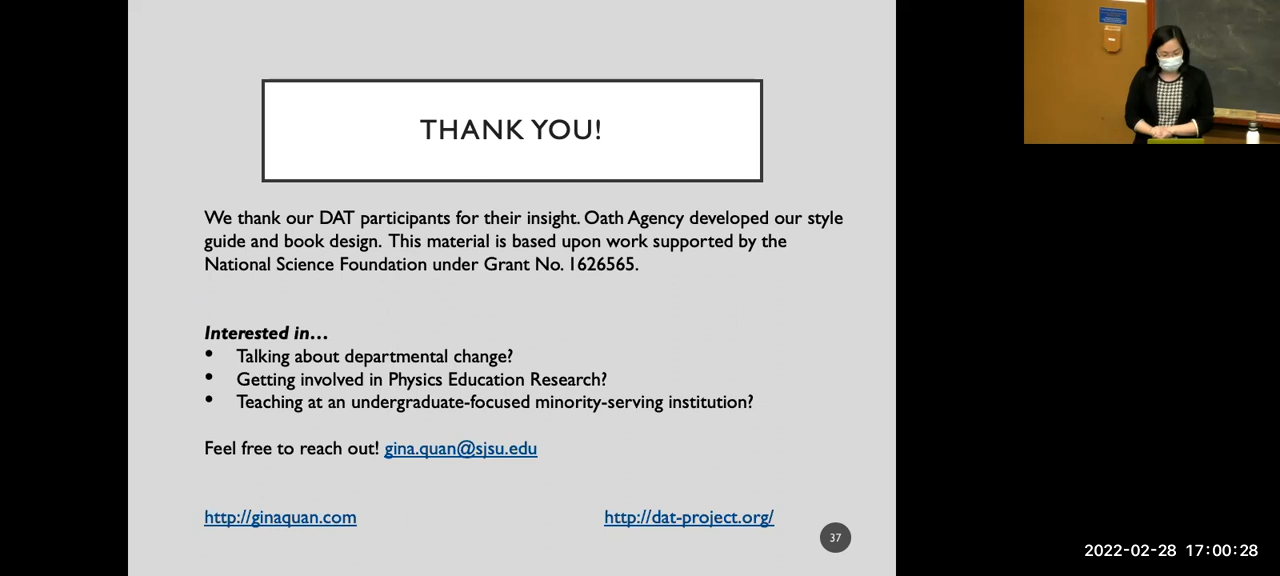 THANK YOU!
We thank our DAT participants for their insight. Oath Agency developed our style
guide and book design. This material is based upon work supported by the
National Science Foundation under Grant No. 1626565.
Interested in…
• Talking about departmental change?
• Getting involved in Physics Education Research?
• Teaching at an undergraduate-focused minority-serving institution?
Feel free to reach out! gina.quan@sjsu.edu
http://ginaquan.com
http://dat-project.org/
37
2022-02-28 17:00:28